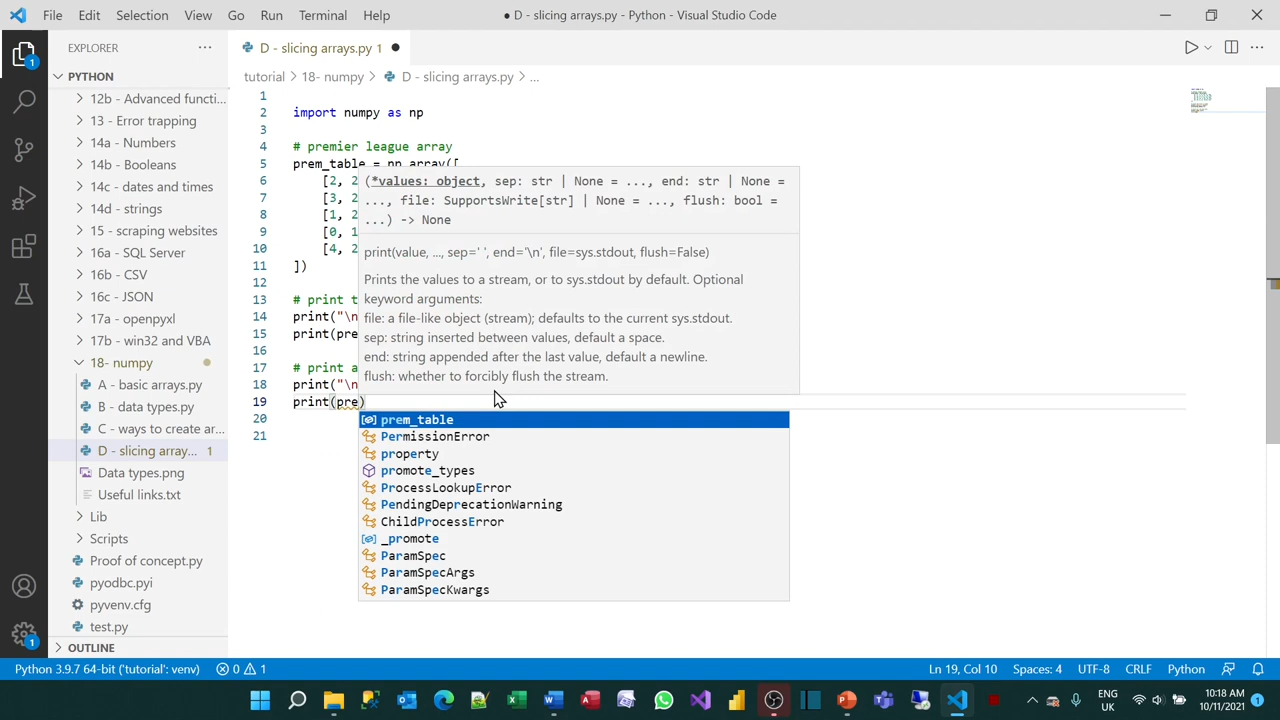 File Edit Selection View Go Run Terminal Help
● D - slicing arrays.py - Python - Visual Studio Code
EXPLORER
D - slicing arrays.py 1 ●
PYTHON
tutorial > 18- numpy > D - slicing arrays.py > ...
12b - Advanced functi...
13 - Error trapping
14a - Numbers
14b - Booleans
14c - dates and times
14d - strings
15 - scraping websites
16a - SQL Server
16b - CSV
16c - JSON
17a - openpyxl
17b - win32 and VBA
18- numpy
A - basic arrays.py
B - data types.py
C - ways to create ar...
D - slicing array... 1
Data types.png
Useful links.txt
Lib
Scripts
Proof of concept.py
pyodbc.pyi
pyvenv.cfg
test.py
OUTLINE
1
2 import numpy as np
3
4 # premier league array
5 prem_table = np.array([
6 [2, 2
7 [3, 2
8 [1, 2
9 [0, 1
10 [4, 2
11 ])
12
13 # print t
14 print("\n
15 print(pre
16
17 # print a
18 print("\n
19 print(pre)
20
21
(*values: object, sep: str | None = ..., end: str | None =
..., file: SupportsWrite[str] | None = ..., flush: bool =
...) -> None
print(value, ..., sep=' ', end='\n', file=sys.stdout, flush=False)
Prints the values to a stream, or to sys.stdout by default. Optional
keyword arguments:
file: a file-like object (stream); defaults to the current sys.stdout.
sep: string inserted between values, default a space.
end: string appended after the last value, default a newline.
flush: whether to forcibly flush the stream.
prem_table
PermissionError
property
promote_types
ProcessLookupError
PendingDeprecationWarning
ChildProcessError
_promote
ParamSpec
ParamSpecArgs
ParamSpecKwargs
Python 3.9.7 64-bit ('tutorial': venv) 0 1
Ln 19, Col 10 Spaces: 4 UTF-8 CRLF Python
ENG
UK
10:18 AM
10/11/2021
1